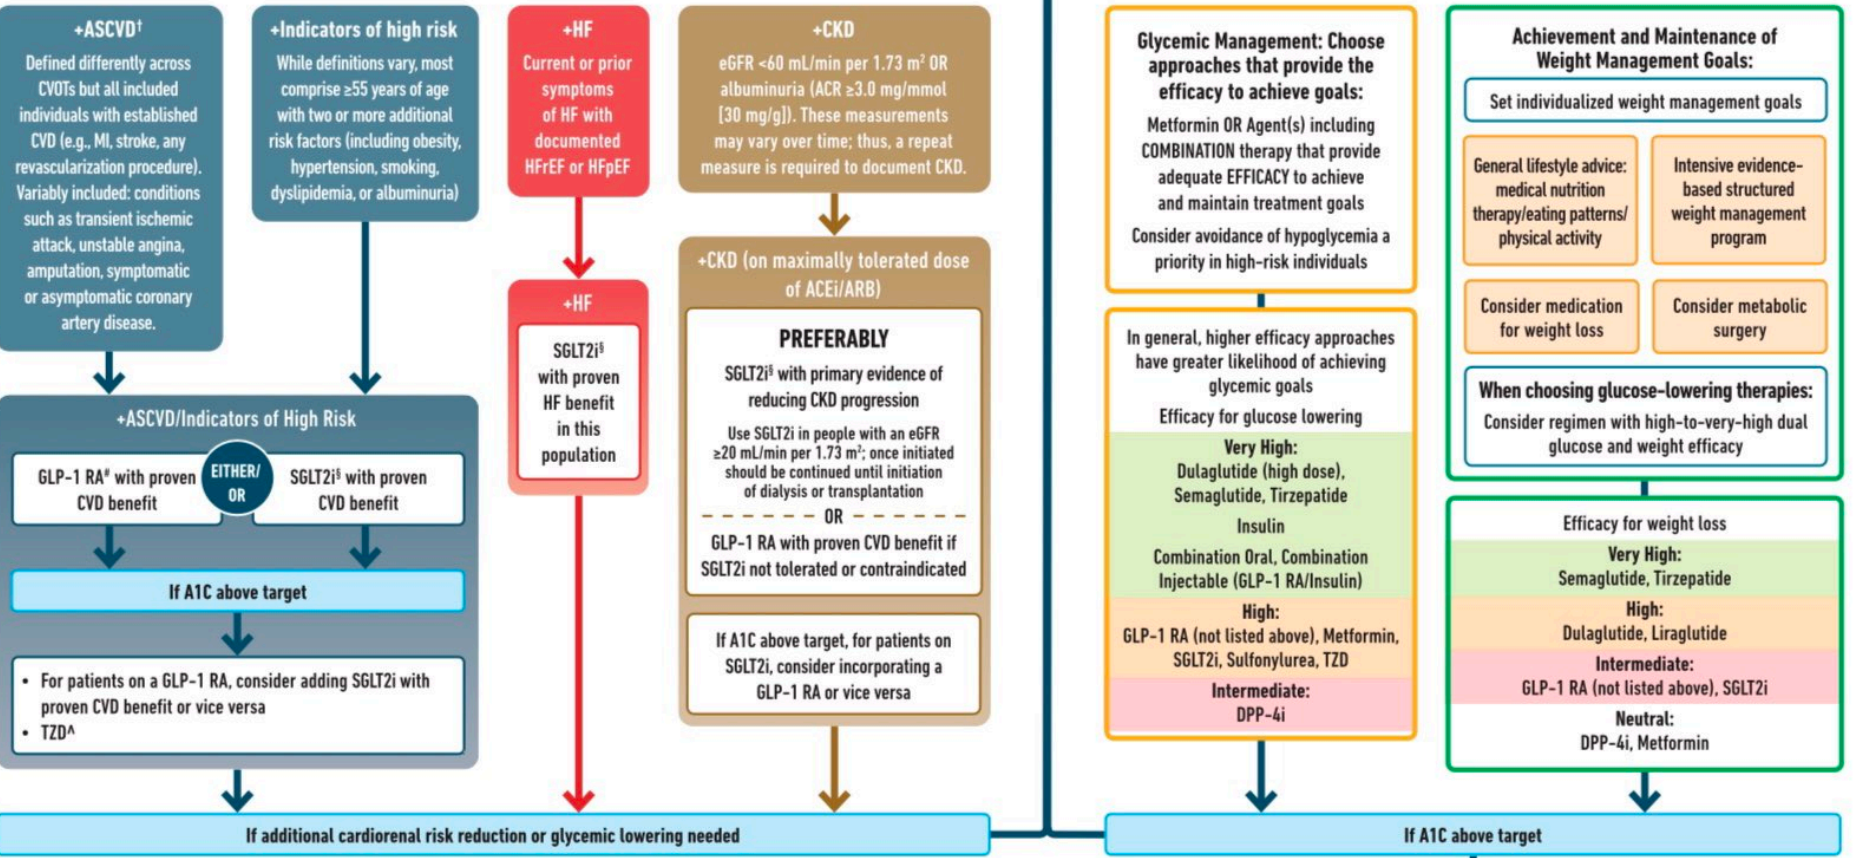 +ASCVD†
Defined differently across
CVOTs but all included
individuals with established
CVD (e.g., MI, stroke, any
revascularization procedure).
Variably included: conditions
such as transient ischemic
attack, unstable angina,
amputation, symptomatic
or asymptomatic coronary
artery disease.
+Indicators of high risk
While definitions vary, most
comprise ≥55 years of age
with two or more additional
risk factors (including obesity,
hypertension, smoking,
dyslipidemia, or albuminuria)
+ASCVD/Indicators of High Risk
GLP-1 RA# with proven
CVD benefit
EITHER/
OR
SGLT2i§ with proven
CVD benefit
If A1C above target
• For patients on a GLP-1 RA, consider adding SGLT2i with
proven CVD benefit or vice versa
• TZD^
+HF
Current or prior
symptoms
of HF with
documented
HFrEF or HFpEF
+HF
SGLT2i§
with proven
HF benefit
in this
population
+CKD
eGFR <60 mL/min per 1.73 m² OR
albuminuria (ACR ≥3.0 mg/mmol
[30 mg/g]). These measurements
may vary over time; thus, a repeat
measure is required to document CKD.
+CKD (on maximally tolerated dose
of ACEi/ARB)
PREFERABLY
SGLT2i§ with primary evidence of
reducing CKD progression
Use SGLT2i in people with an eGFR
≥20 mL/min per 1.73 m²; once initiated
should be continued until initiation
of dialysis or transplantation
OR
GLP-1 RA with proven CVD benefit if
SGLT2i not tolerated or contraindicated
If A1C above target, for patients on
SGLT2i, consider incorporating a
GLP-1 RA or vice versa
If additional cardiorenal risk reduction or glycemic lowering needed
Glycemic Management: Choose
approaches that provide the
efficacy to achieve goals:
Metformin OR Agent(s) including
COMBINATION therapy that provide
adequate EFFICACY to achieve
and maintain treatment goals
Consider avoidance of hypoglycemia a
priority in high-risk individuals
In general, higher efficacy approaches
have greater likelihood of achieving
glycemic goals
Efficacy for glucose lowering
Very High:
Dulaglutide (high dose),
Semaglutide, Tirzepatide
Insulin
Combination Oral, Combination
Injectable (GLP-1 RA/Insulin)
High:
GLP-1 RA (not listed above), Metformin,
SGLT2i, Sulfonylurea, TZD
Intermediate:
DPP-4i
Achievement and Maintenance of
Weight Management Goals:
Set individualized weight management goals
General lifestyle advice:
medical nutrition
therapy/eating patterns/
physical activity
Intensive evidence-
based structured
weight management
program
Consider medication
for weight loss
Consider metabolic
surgery
When choosing glucose-lowering therapies:
Consider regimen with high-to-very-high dual
glucose and weight efficacy
Efficacy for weight loss
Very High:
Semaglutide, Tirzepatide
High:
Dulaglutide, Liraglutide
Intermediate:
GLP-1 RA (not listed above), SGLT2i
Neutral:
DPP-4i, Metformin
If A1C above target